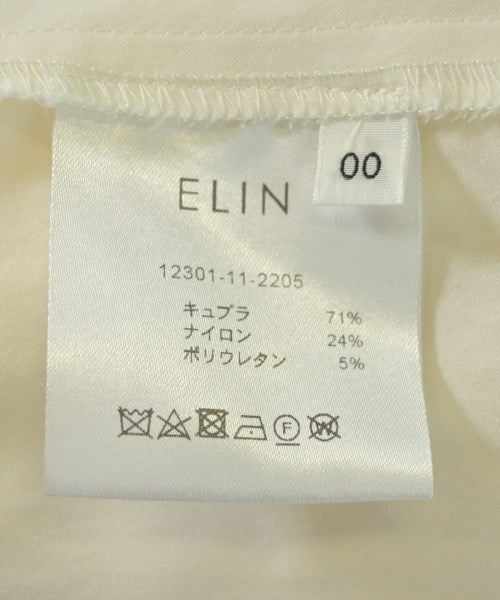 00
ELIN
12301-11-2205
キュプラ 71%
ナイロン 24%
ポリウレタン 5%
F
W